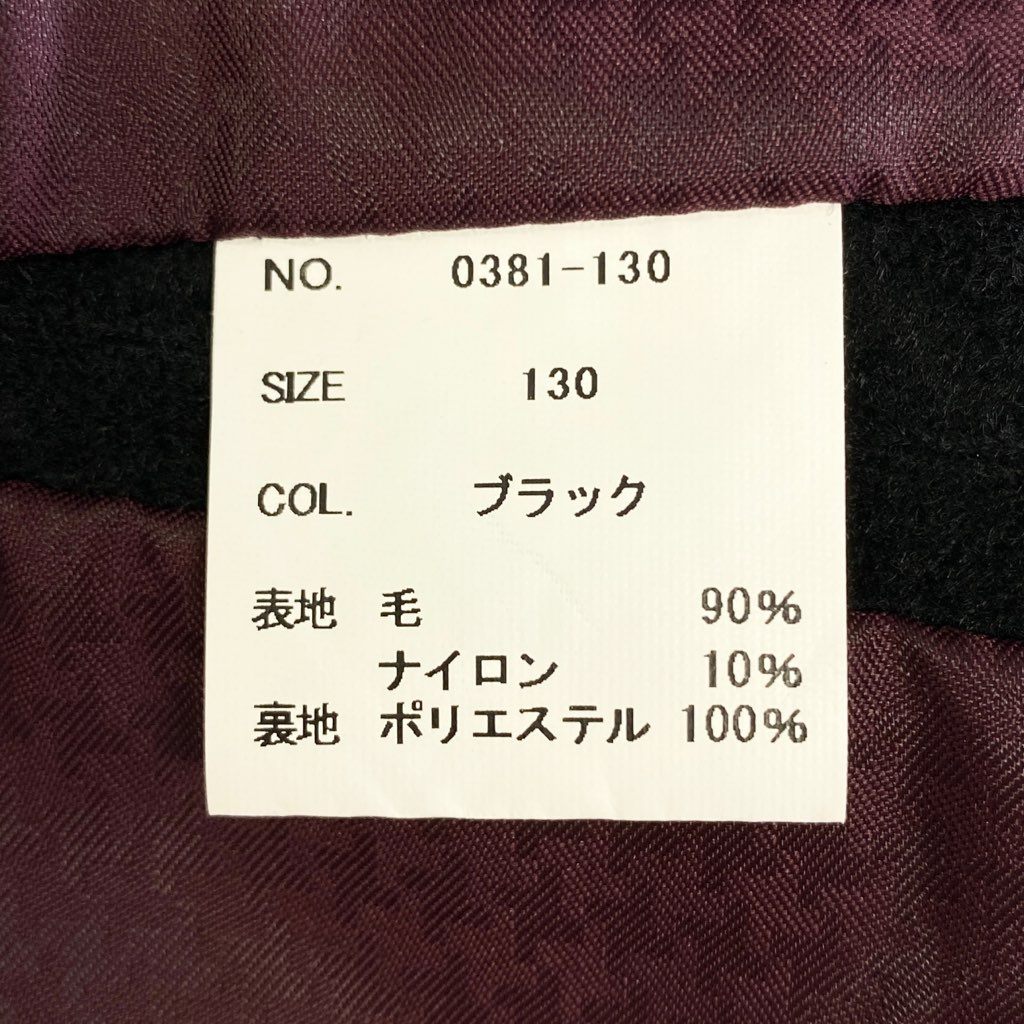 NO. 0381-130
SIZE 130
COL. ブラック
表地 毛 90%
ナイロン 10%
裏地 ポリエステル 100%